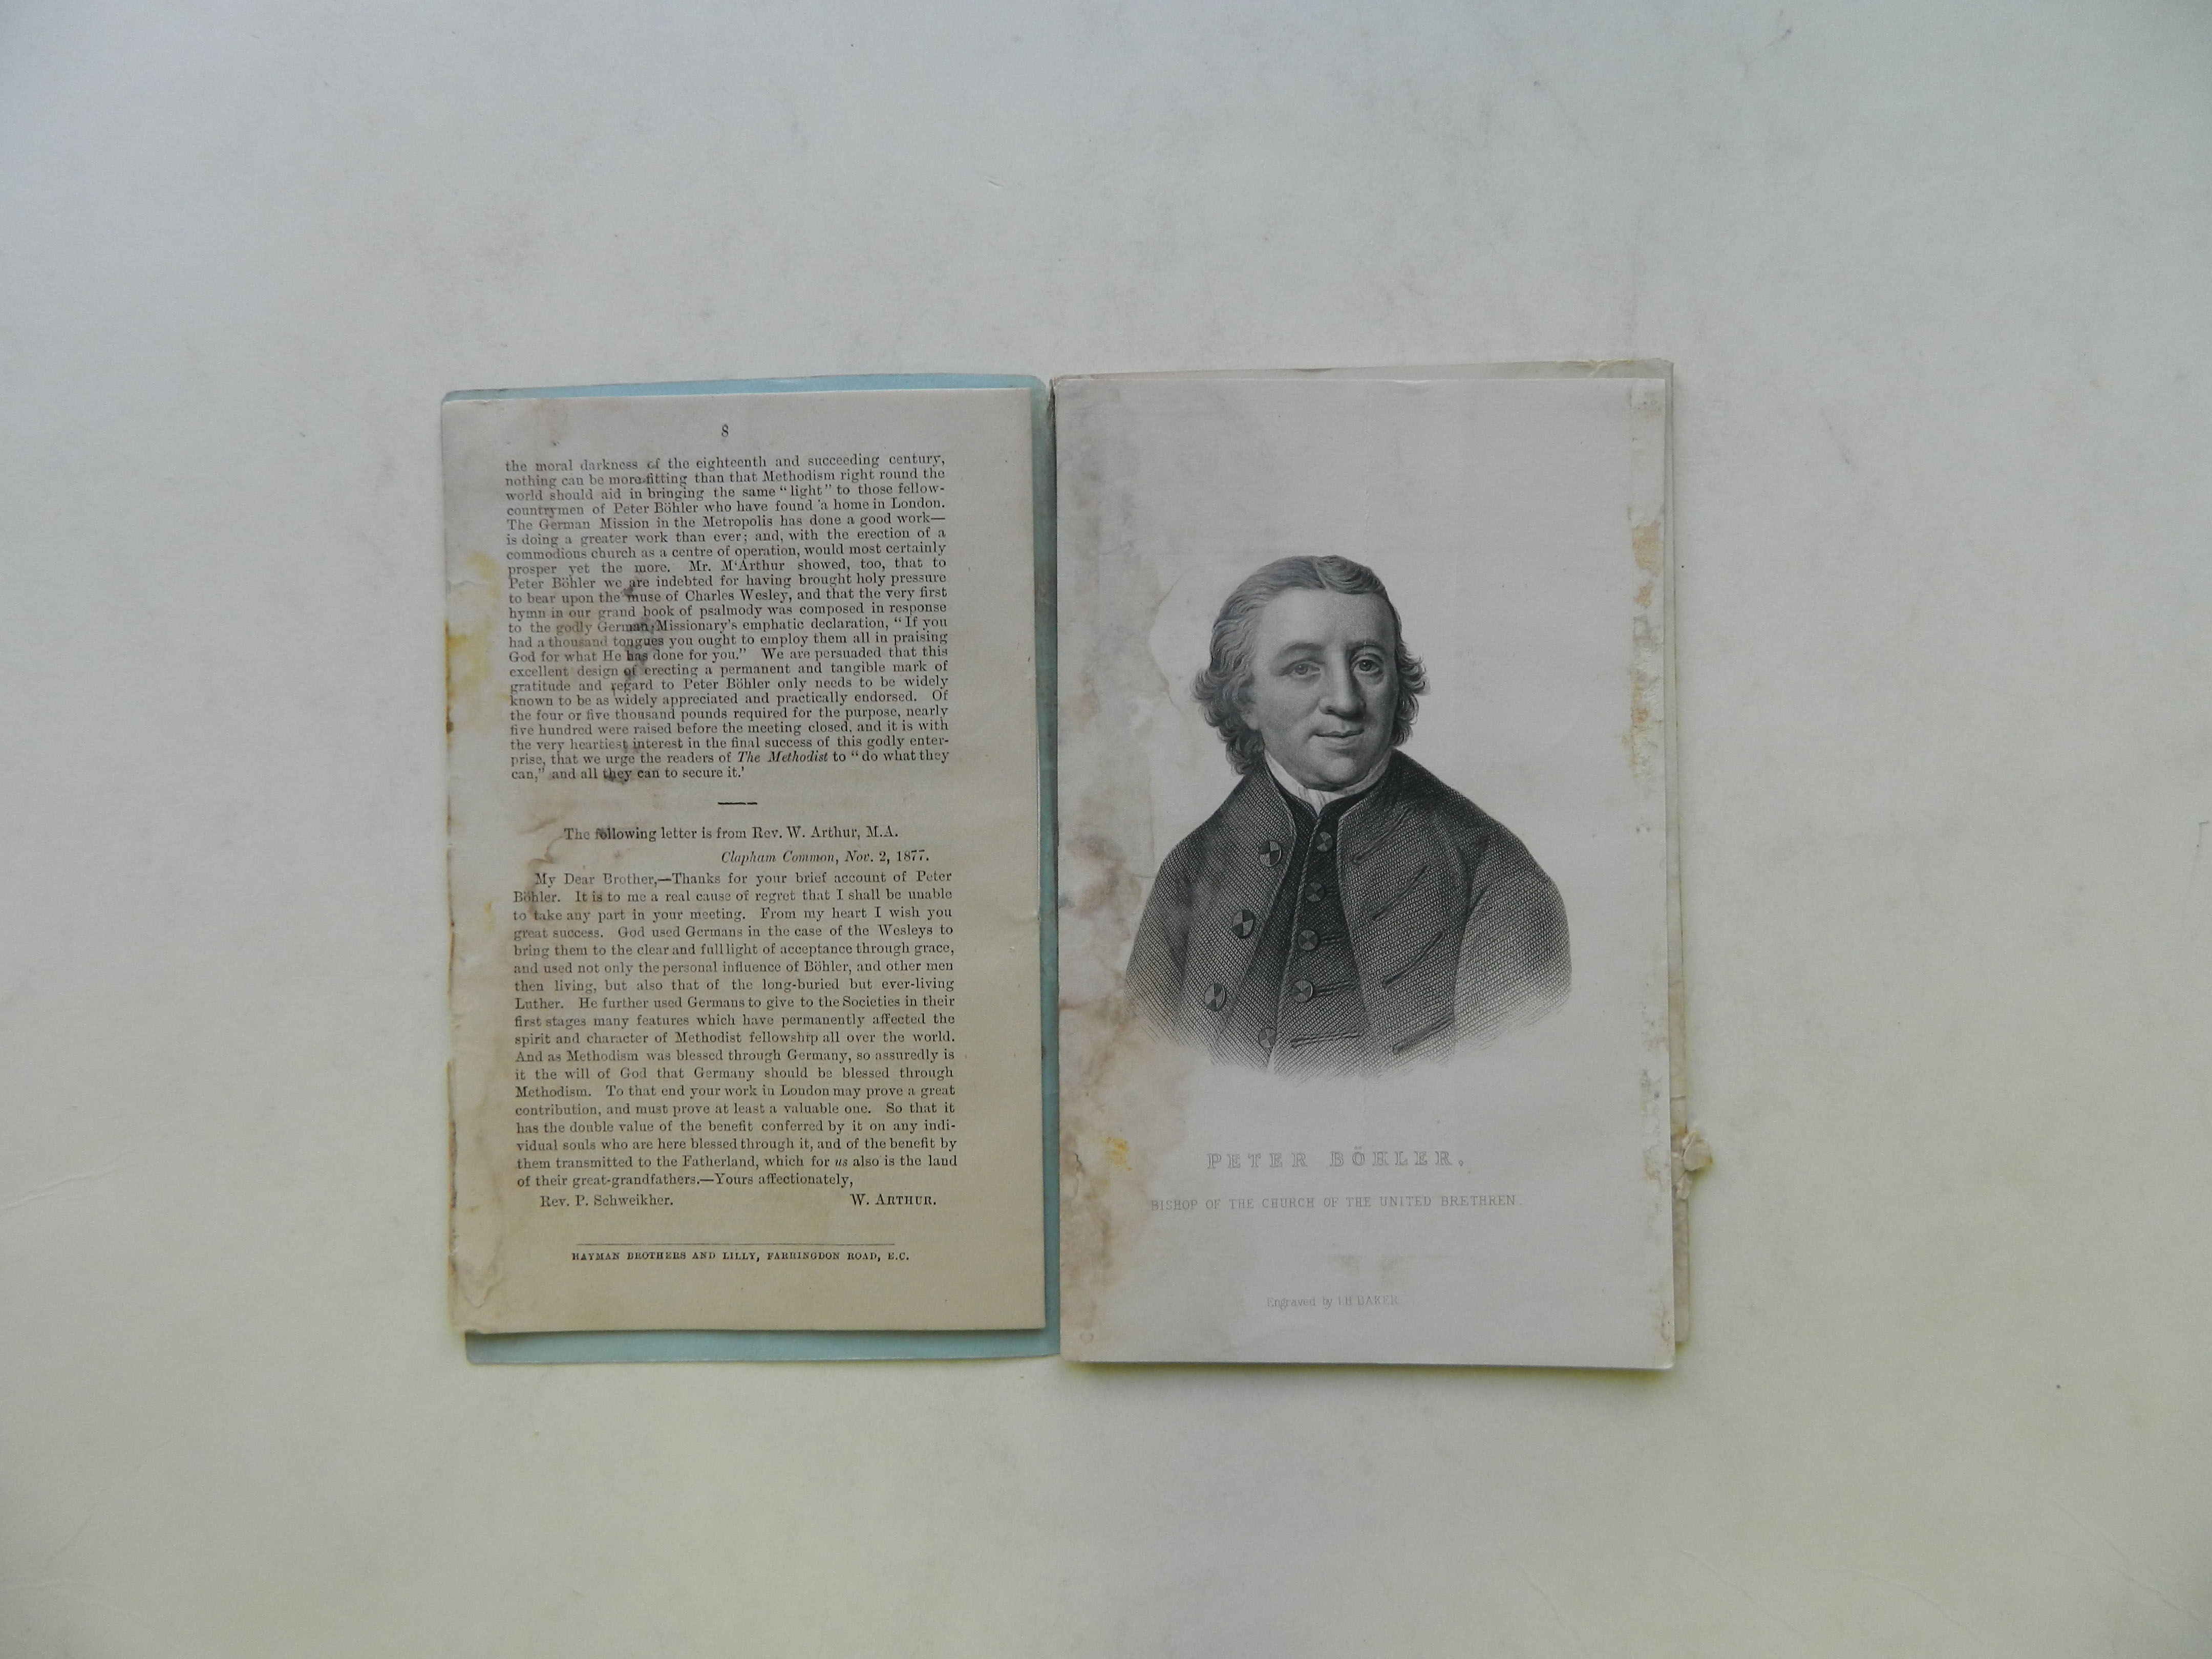 8
the moral darkness of the eighteenth and succeeding century,
nothing can be more fitting than that Methodism right round the
world should aid in bringing the same "light" to those fellow-
countrymen of Peter Böhler who have found a home in London.
The German Mission in the Metropolis has done a good work—
is doing a greater work than ever; and, with the erection of a
commodious church as a centre of operation, would most certainly
prosper yet the more. Mr. M'Arthur showed, too, that to
Peter Böhler we are indebted for having brought holy pressure
to bear upon the muse of Charles Wesley, and that the very first
hymn in our grand book of psalmody was composed in response
to the godly German Missionary's emphatic declaration, "If you
had a thousand tongues you ought to employ them all in praising
God for what He has done for you." We are persuaded that this
excellent design of erecting a permanent and tangible mark of
gratitude and regard to Peter Böhler only needs to be widely
known to be as widely appreciated and practically endorsed. Of
the four or five thousand pounds required for the purpose, nearly
five hundred were raised before the meeting closed, and it is with
the very heartiest interest in the final success of this godly enter-
prise, that we urge the readers of The Methodist to "do what they
can," and all they can to secure it.'
The following letter is from Rev. W. Arthur, M.A.
Clapham Common, Nov. 2, 1877.
My Dear Brother,—Thanks for your brief account of Peter
Böhler. It is to me a real cause of regret that I shall be unable
to take any part in your meeting. From my heart I wish you
great success. God used Germans in the case of the Wesleys to
bring them to the clear and full light of acceptance through grace,
and used not only the personal influence of Böhler, and other men
then living, but also that of the long-buried but ever-living
Luther. He further used Germans to give to the Societies in their
first stages many features which have permanently affected the
spirit and character of Methodist fellowship all over the world.
And as Methodism was blessed through Germany, so assuredly is
it the will of God that Germany should be blessed through
Methodism. To that end your work in London may prove a great
contribution, and must prove at least a valuable one. So that it
has the double value of the benefit conferred by it on any indi-
vidual souls who are here blessed through it, and of the benefit by
them transmitted to the Fatherland, which for us also is the land
of their great-grandfathers.—Yours affectionately,
Rev. P. Schweikher. W. ARTHUR.
HAYMAN BROTHERS AND LILLY, FARRINGDON ROAD, E.C.
PETER BÖHLER,
BISHOP OF THE CHURCH OF THE UNITED BRETHREN.
Engraved by I.H. BAKER